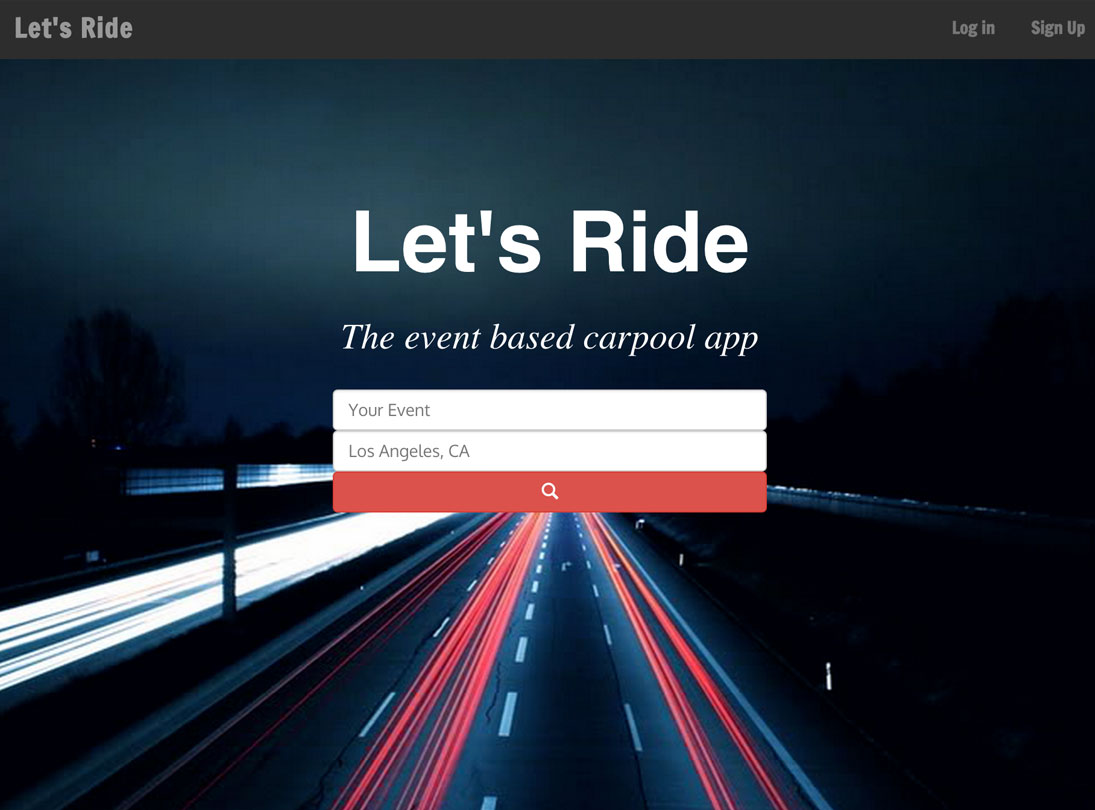 Let's Ride
Log in
Sign Up
Let's Ride
The event based carpool app
Your Event
Los Angeles, CA